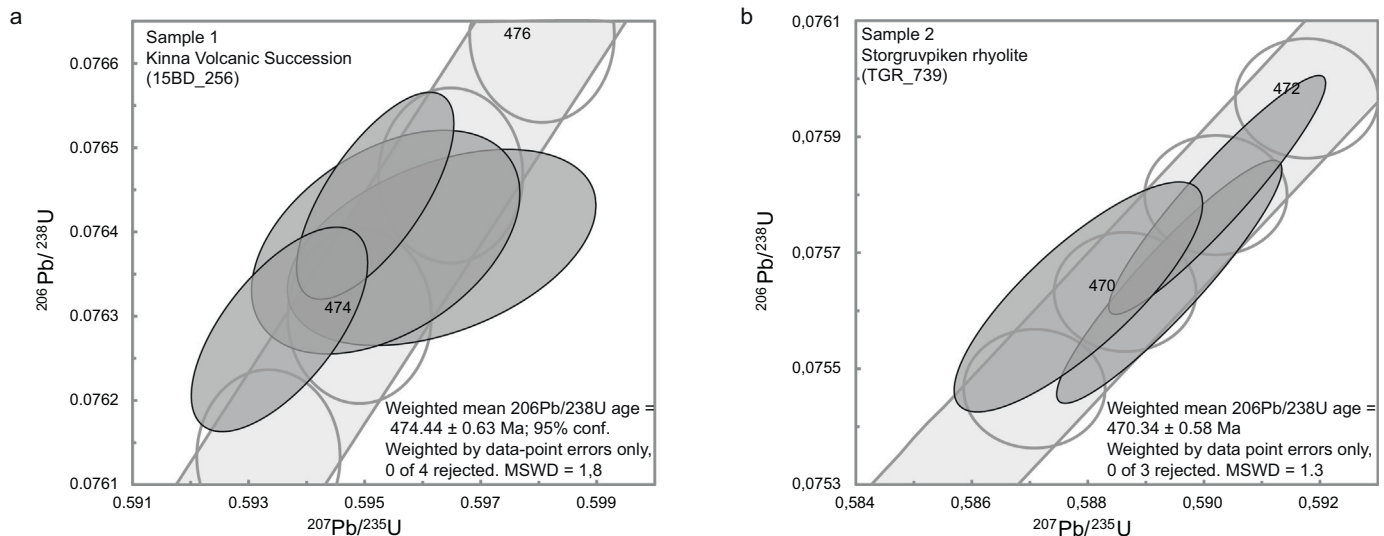 a
Sample 1
Kinna Volcanic Succession
(15BD_256)
476
474
0.0766
0.0765
0.0764
0.0763
0.0762
0.0761
206Pb/238U
Weighted mean 206Pb/238U age =
474.44 ± 0.63 Ma; 95% conf.
Weighted by data-point errors only,
0 of 4 rejected. MSWD = 1,8
0.591
0.593
0.595
0.597
0.599
207Pb/235U
b
Sample 2
Storgruvpiken rhyolite
(TGR_739)
472
470
0,0761
0,0759
0,0757
0,0755
0,0753
206Pb/238U
Weighted mean 206Pb/238U age =
470.34 ± 0.58 Ma
Weighted by data point errors only,
0 of 3 rejected. MSWD = 1.3
0,584
0,586
0,588
0,590
0,592
207Pb/235U